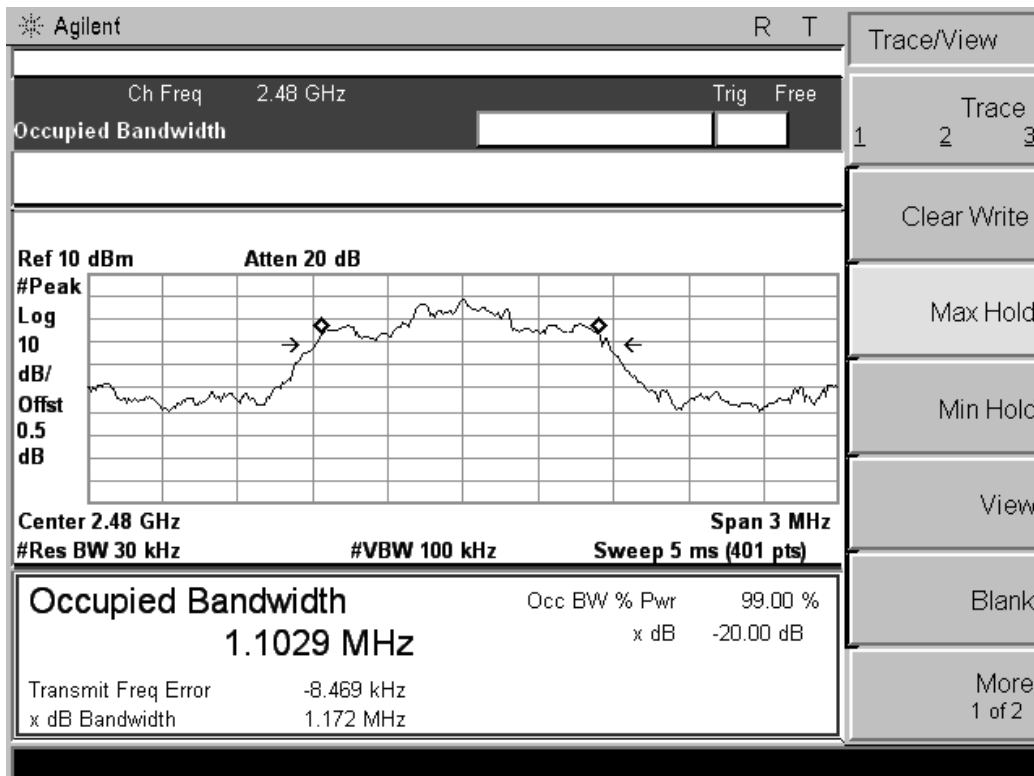 Agilent R T
Trace/View
Ch Freq 2.48 GHz Trig Free
Occupied Bandwidth
Trace
1 2 3
Clear Write
Max Hold
Min Hold
View
Blank
More
1 of 2
Ref 10 dBm Atten 20 dB
#Peak
Log
10
dB/
Offst
0.5
dB
Center 2.48 GHz Span 3 MHz
#Res BW 30 kHz #VBW 100 kHz Sweep 5 ms (401 pts)
Occupied Bandwidth
1.1029 MHz
Occ BW % Pwr 99.00 %
x dB -20.00 dB
Transmit Freq Error -8.469 kHz
x dB Bandwidth 1.172 MHz